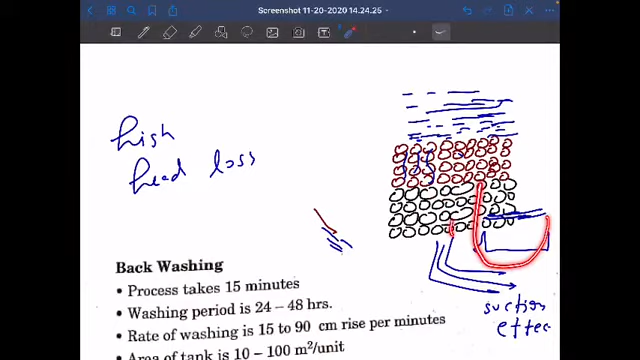 Screenshot 11-20-2020 14.24.25
high
head loss
suction
effec
Back Washing
• Process takes 15 minutes
• Washing period is 24 – 48 hrs.
• Rate of washing is 15 to 90 cm rise per minutes
• Area of tank is 10 – 100 m²/unit